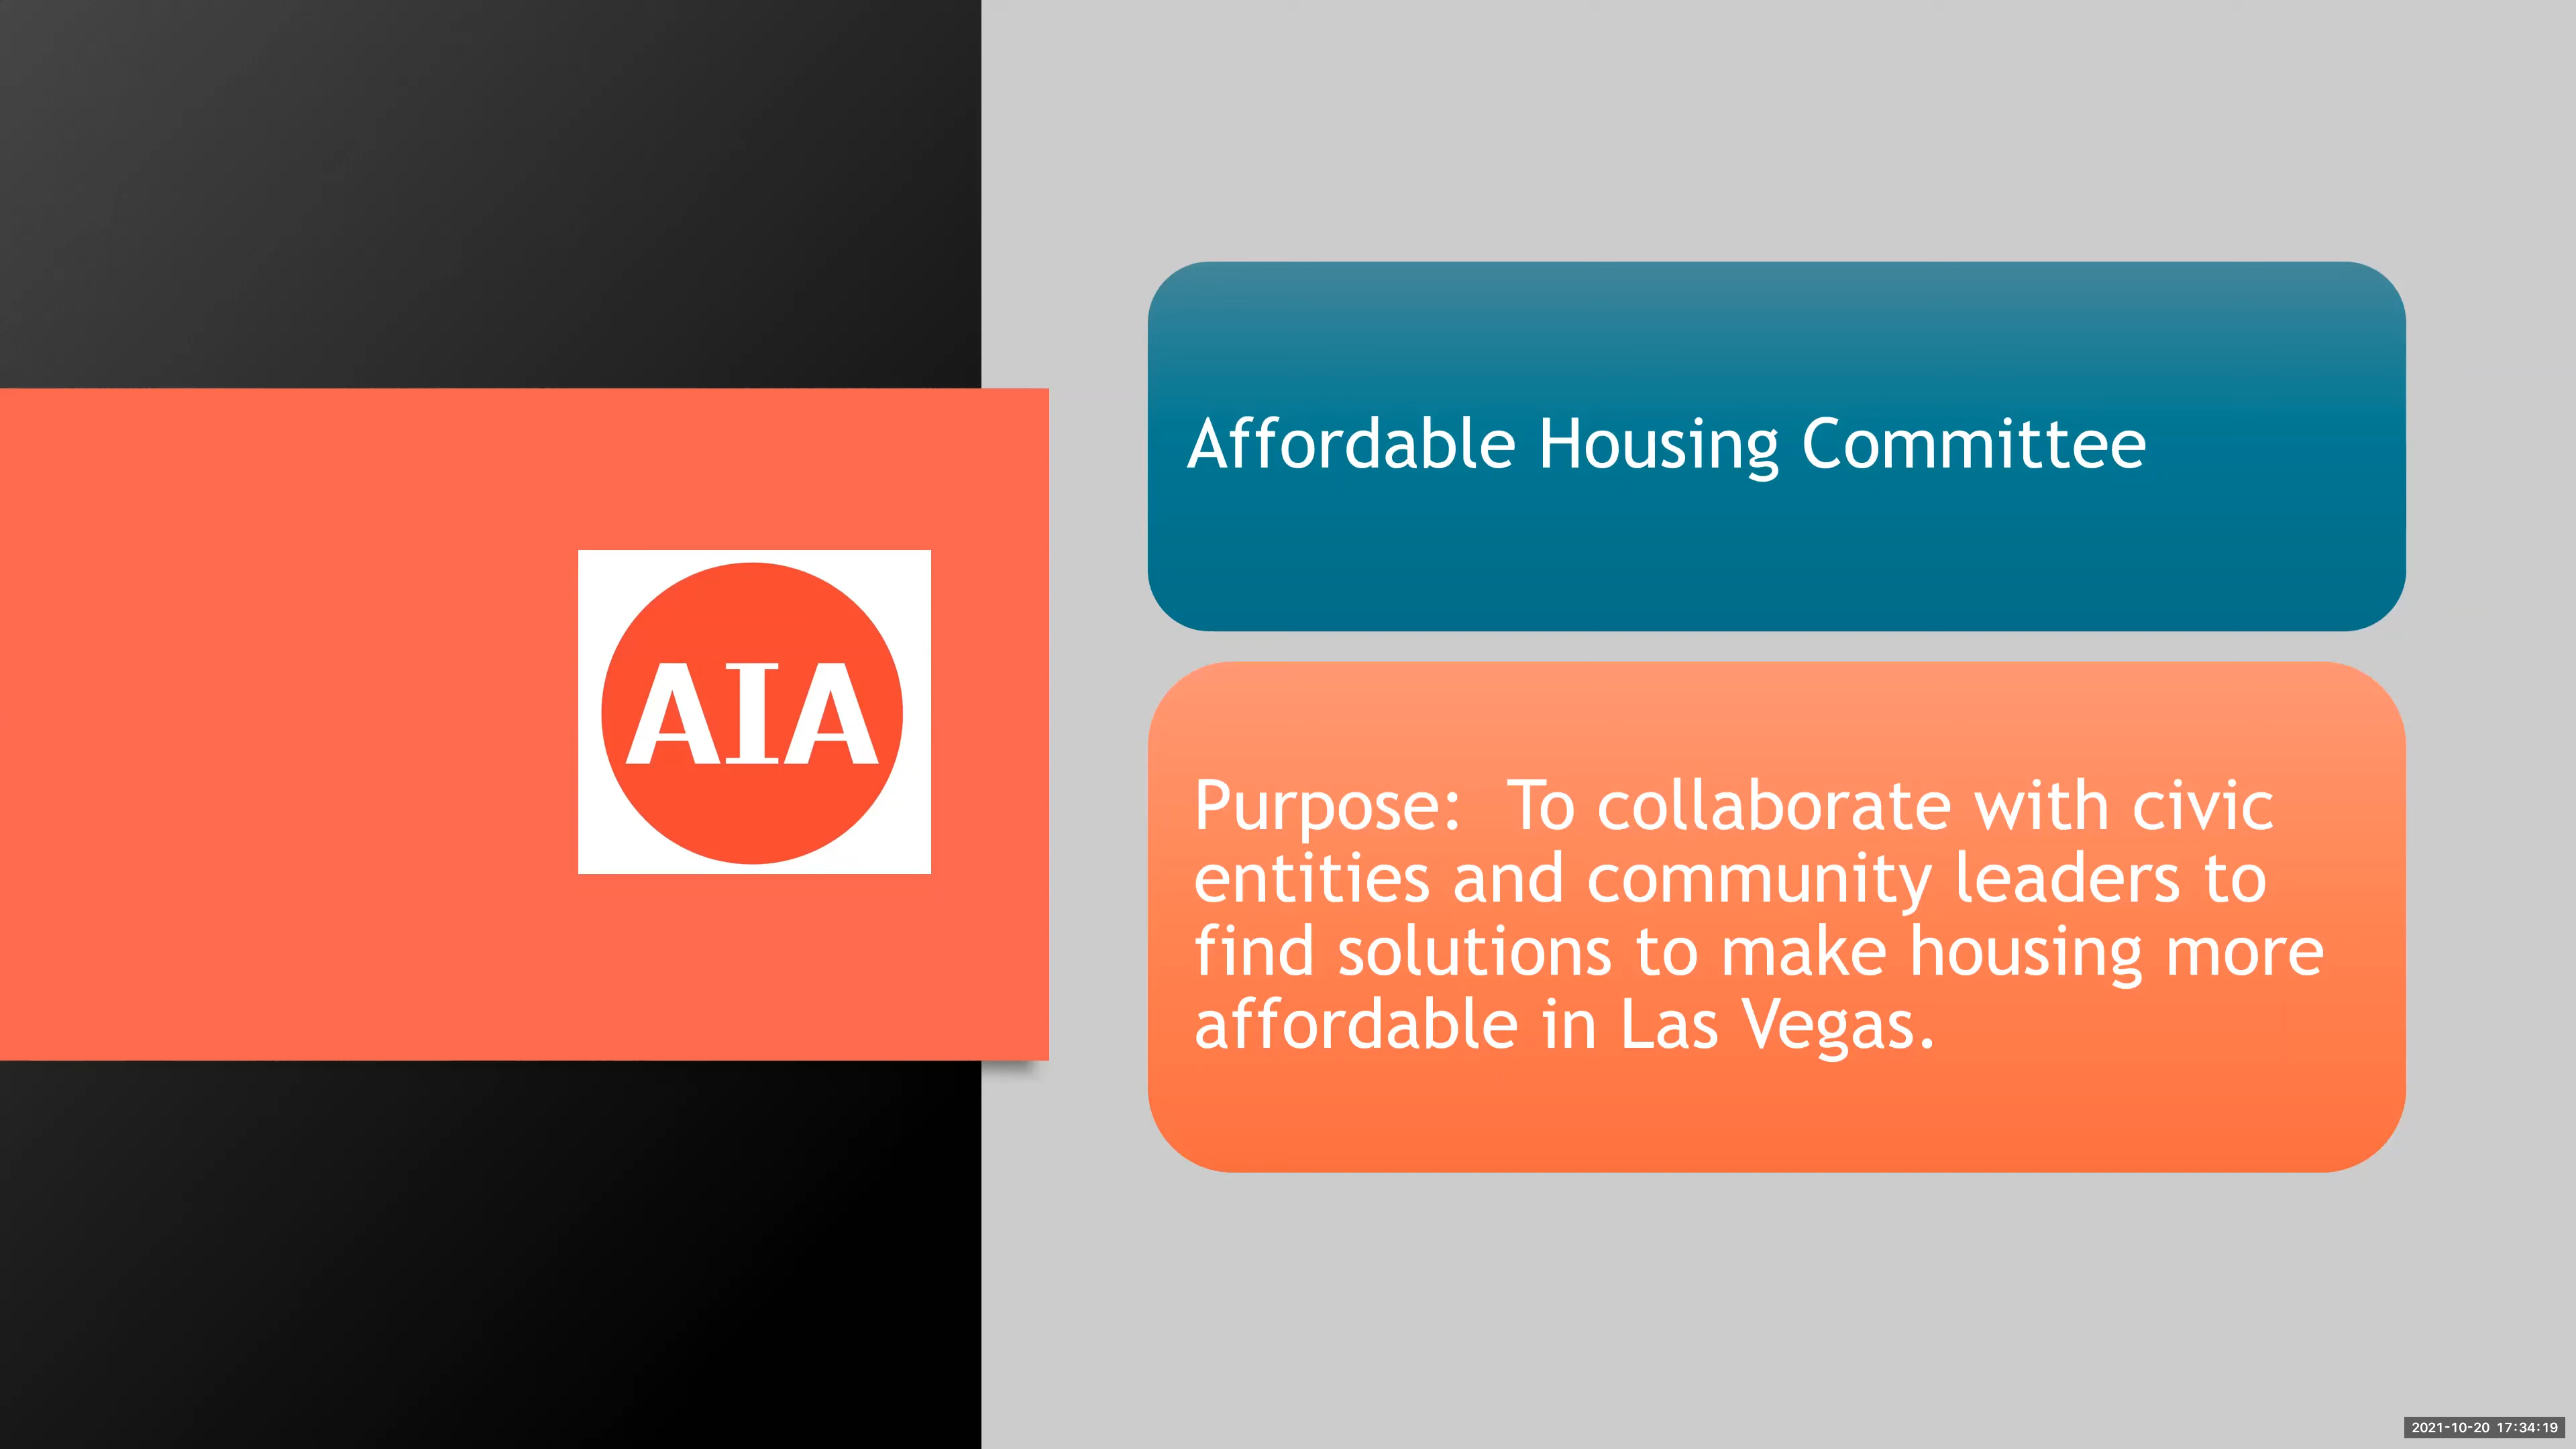 AIA
Affordable Housing Committee
Purpose:  To collaborate with civic
entities and community leaders to
find solutions to make housing more
affordable in Las Vegas.
2021-10-20 17:34:19